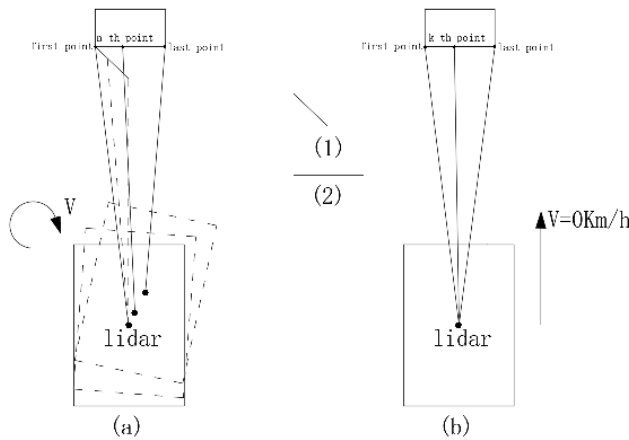 n th point
first point
last point
V
lidar
(a)
(1)
(2)
k th point
first point
last point
V=0Km/h
lidar
(b)